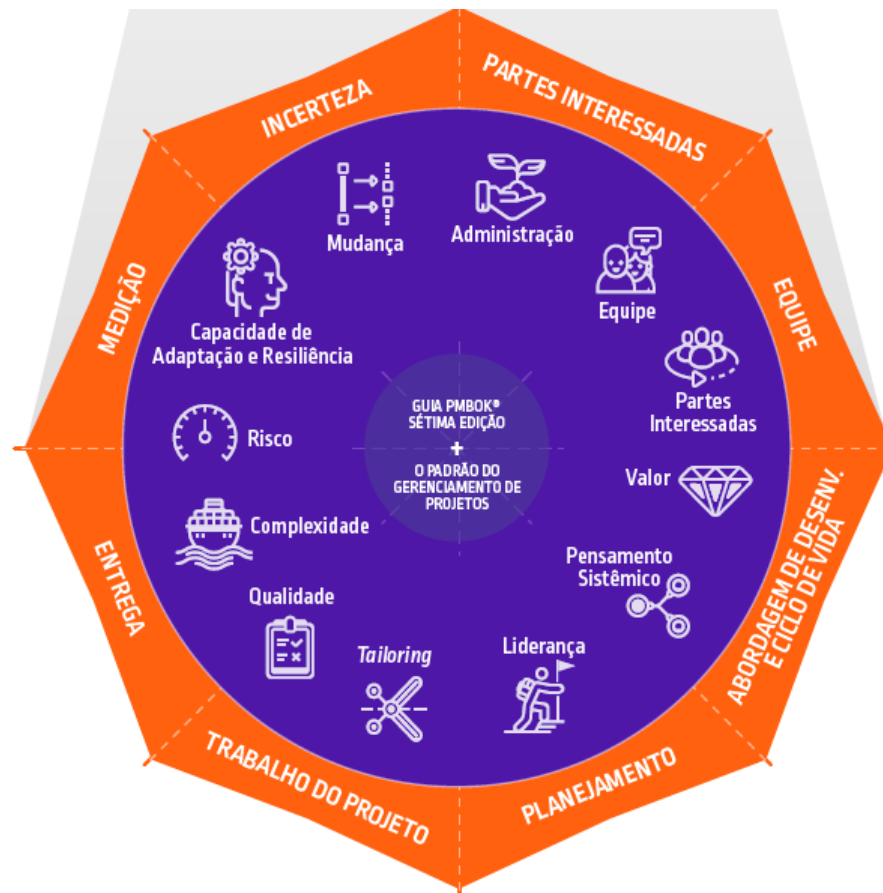 PARTES INTERESSADAS
EQUIPE
ABORDAGEM DE DESENV.
E CICLO DE VIDA
PLANEJAMENTO
TRABALHO DO PROJETO
ENTREGA
MEDIÇÃO
INCERTEZA
Administração
Equipe
Partes
Interessadas
Valor
Pensamento
Sistêmico
Liderança
Tailoring
Qualidade
Complexidade
Risco
Capacidade de
Adaptação e Resiliência
Mudança
GUIA PMBOK®
SÉTIMA EDIÇÃO
+
O PADRÃO DO
GERENCIAMENTO DE
PROJETOS